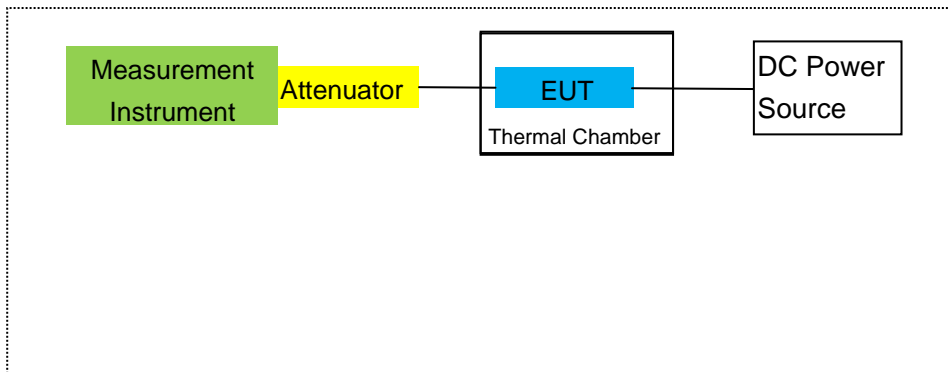 Measurement
Instrument
Attenuator
EUT
Thermal Chamber
DC Power
Source